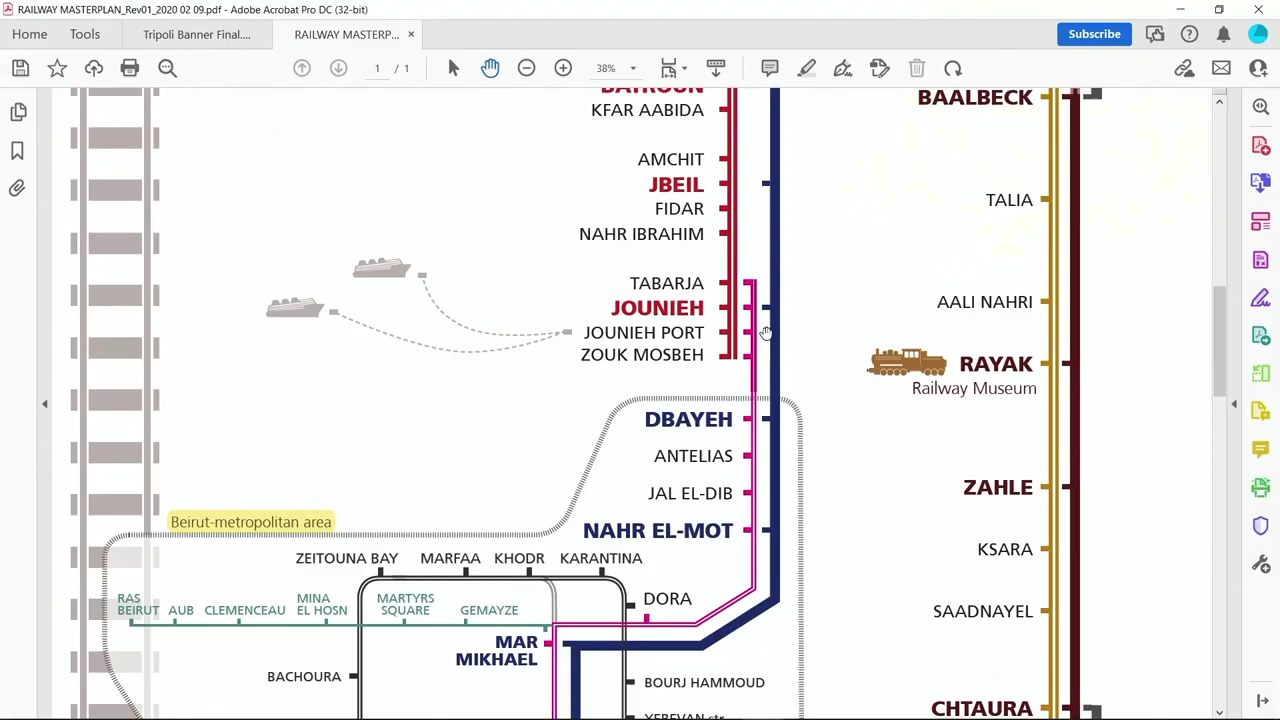 RAILWAY MASTERPLAN_Rev01_2020 02 09.pdf - Adobe Acrobat Pro DC (32-bit)
Home
Tools
Tripoli Banner Final....
RAILWAY MASTERP...
Subscribe
1 / 1
38%
BATROUN
KFAR AABIDA
AMCHIT
JBEIL
FIDAR
NAHR IBRAHIM
TABARJA
JOUNIEH
JOUNIEH PORT
ZOUK MOSBEH
DBAYEH
ANTELIAS
JAL EL-DIB
NAHR EL-MOT
Beirut-metropolitan area
ZEITOUNA BAY
MARFAA
KHODR
KARANTINA
RAS
BEIRUT
AUB
CLEMENCEAU
MINA
EL HOSN
MARTYRS
SQUARE
GEMAYZE
DORA
MAR
MIKHAEL
BACHOURA
BOURJ HAMMOUD
YEREVAN str.
BAALBECK
TALIA
AALI NAHRI
RAYAK
Railway Museum
ZAHLE
KSARA
SAADNAYEL
CHTAURA